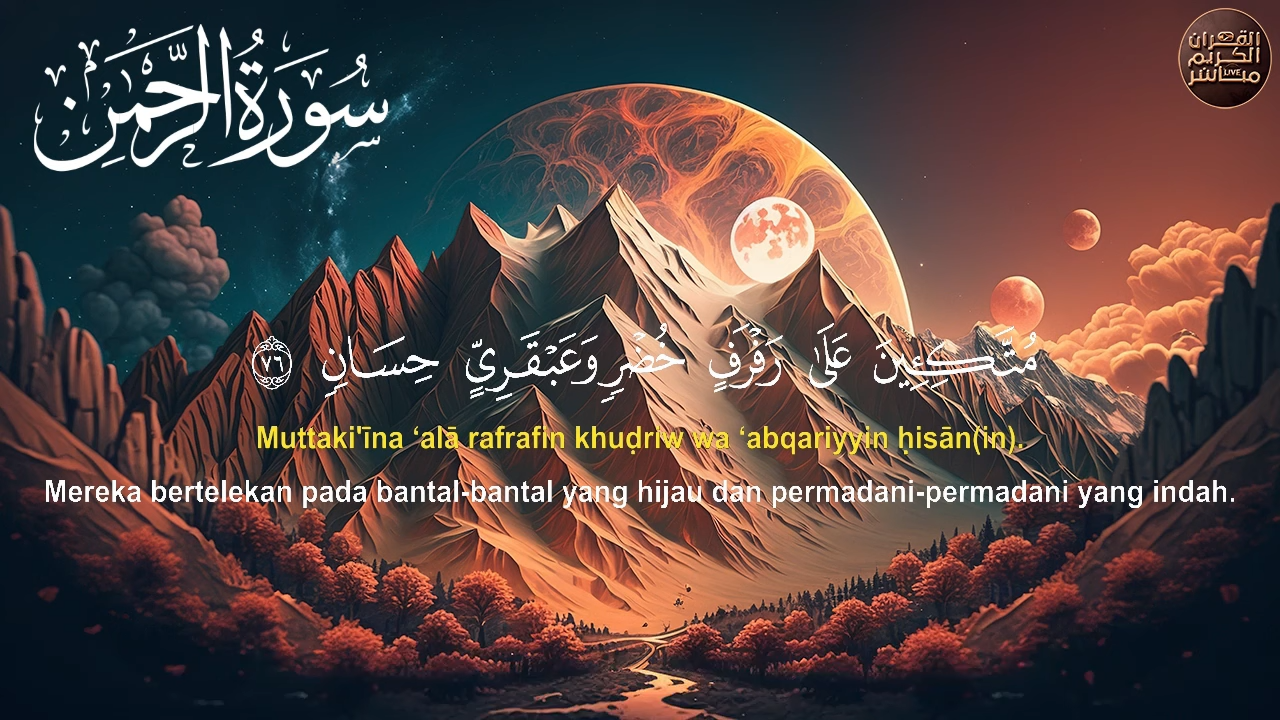 سُورَةُ الرَّحْمَٰنِ
القرآن
الكريم
مباشر
LIVE
مُتَّكِـِٔينَ عَلَىٰ رَفْرَفٍ خُضْرٍ وَعَبْقَرِيٍّ حِسَانٍ ۝٧٦
Muttaki'īna ‘alā rafrafin khuḍriw wa ‘abqariyyin ḥisān(in).
Mereka bertelekan pada bantal-bantal yang hijau dan permadani-permadani yang indah.